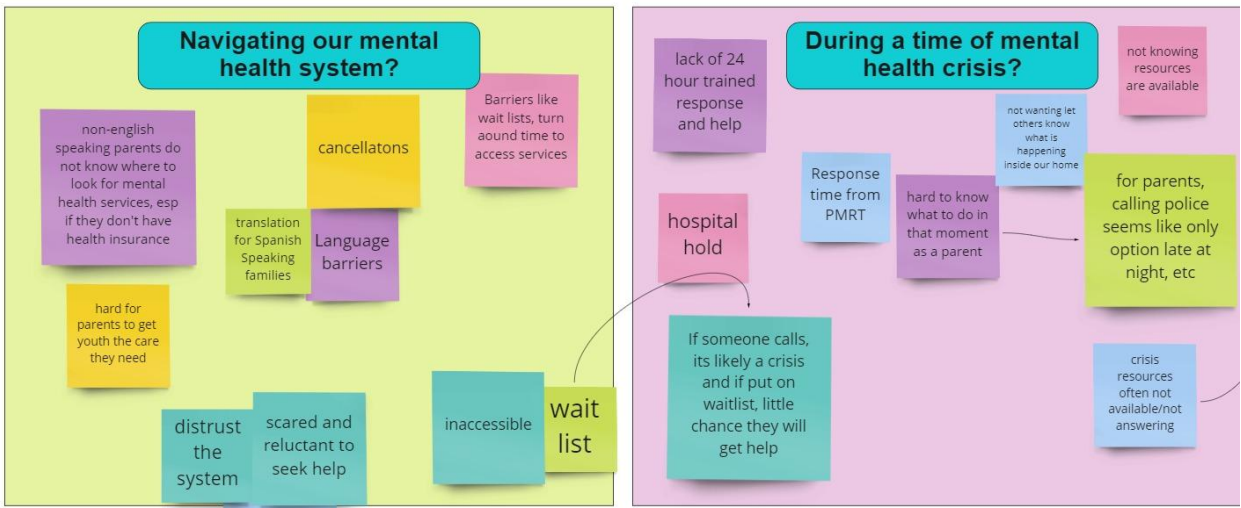 Navigating our mental
health system?
non-english
speaking parents do
not know where to
look for mental
health services, esp
if they don't have
health insurance
cancellatons
Barriers like
wait lists, turn
aound time to
access services
translation
for Spanish
Speaking
families
Language
barriers
hard for
parents to get
youth the care
they need
distrust
the
system
scared and
reluctant to
seek help
inaccessible
wait
list
During a time of mental
health crisis?
lack of 24
hour trained
response
and help
not knowing
resources
are available
not wanting let
others know
what is
happening
inside our home
Response
time from
PMRT
hard to know
what to do in
that moment
as a parent
for parents,
calling police
seems like only
option late at
night, etc
hospital
hold
If someone calls,
its likely a crisis
and if put on
waitlist, little
chance they will
get help
crisis
resources
often not
available/not
answering